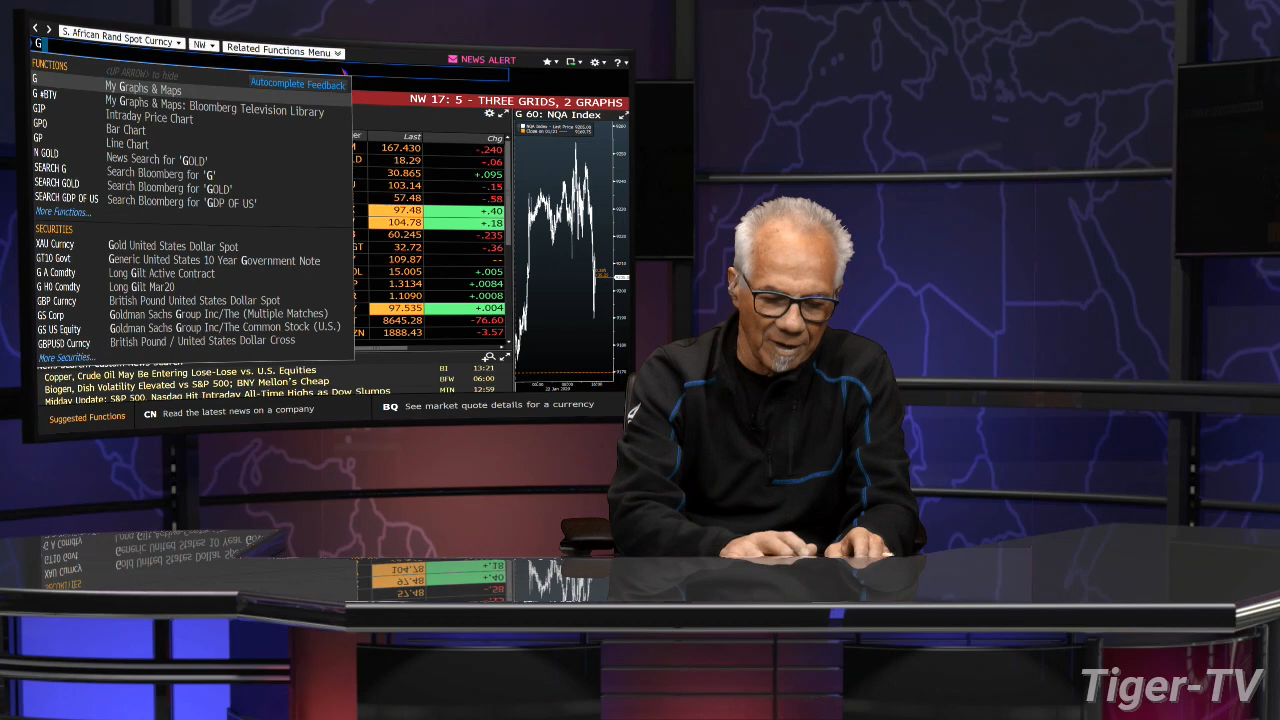 S. African Rand Spot Curncy
NW
Related Functions Menu
G
NEWS ALERT
FUNCTIONS
(UP ARROW) to hide
Autocomplete Feedback
G My Graphs & Maps
G #BTV My Graphs & Maps: Bloomberg Television Library
GIP Intraday Price Chart
GPO Bar Chart
GP Line Chart
N GOLD News Search for 'GOLD'
SEARCH G Search Bloomberg for 'G'
SEARCH GOLD Search Bloomberg for 'GOLD'
SEARCH GDP OF US Search Bloomberg for 'GDP OF US'
More Functions...
SECURITIES
XAU Curncy Gold United States Dollar Spot
GT10 Govt Generic United States 10 Year Government Note
G A Comdty Long Gilt Active Contract
G H0 Comdty Long Gilt Mar20
GBP Curncy British Pound United States Dollar Spot
GS Corp Goldman Sachs Group Inc/The (Multiple Matches)
GS US Equity Goldman Sachs Group Inc/The Common Stock (U.S.)
GBPUSD Curncy British Pound / United States Dollar Cross
More Securities...
NW 17: 5 - THREE GRIDS, 2 GRAPHS
Last Chg
167.430 -.240
18.29 -.06
30.865 +.095
103.14 -.15
57.48 -.58
97.48 +.40
104.78 +.18
60.245 -.235
32.72 -.36
109.87 --
15.005 +.005
1.3134 +.0084
1.1090 +.0008
97.535 +.004
8645.28 -76.60
1888.43 -3.57
G 60: NQA Index
22 Jan 2020
Copper, Crude Oil May Be Entering Lose-Lose vs. U.S. Equities BI 13:21
Biogen, Dish Volatility Elevated vs S&P 500; BNY Mellon's Cheap BFW 06:00
Midday Update: S&P 500, Nasdaq Hit Intraday All-Time Highs as Dow Slumps MTN 12:59
Suggested Functions
CN Read the latest news on a company
BQ See market quote details for a currency
Tiger-TV